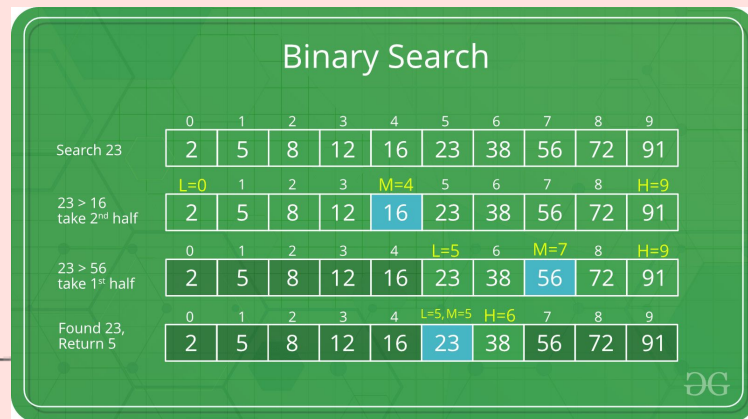 Binary Search
0 1 2 3 4 5 6 7 8 9
Search 23 2 5 8 12 16 23 38 56 72 91
L=0 1 2 3 M=4 5 6 7 8 H=9
23 > 16
take 2nd half 2 5 8 12 16 23 38 56 72 91
0 1 2 3 4 L=5 6 M=7 8 H=9
23 > 56
take 1st half 2 5 8 12 16 23 38 56 72 91
0 1 2 3 4 L=5, M=5 H=6 7 8 9
Found 23,
Return 5 2 5 8 12 16 23 38 56 72 91